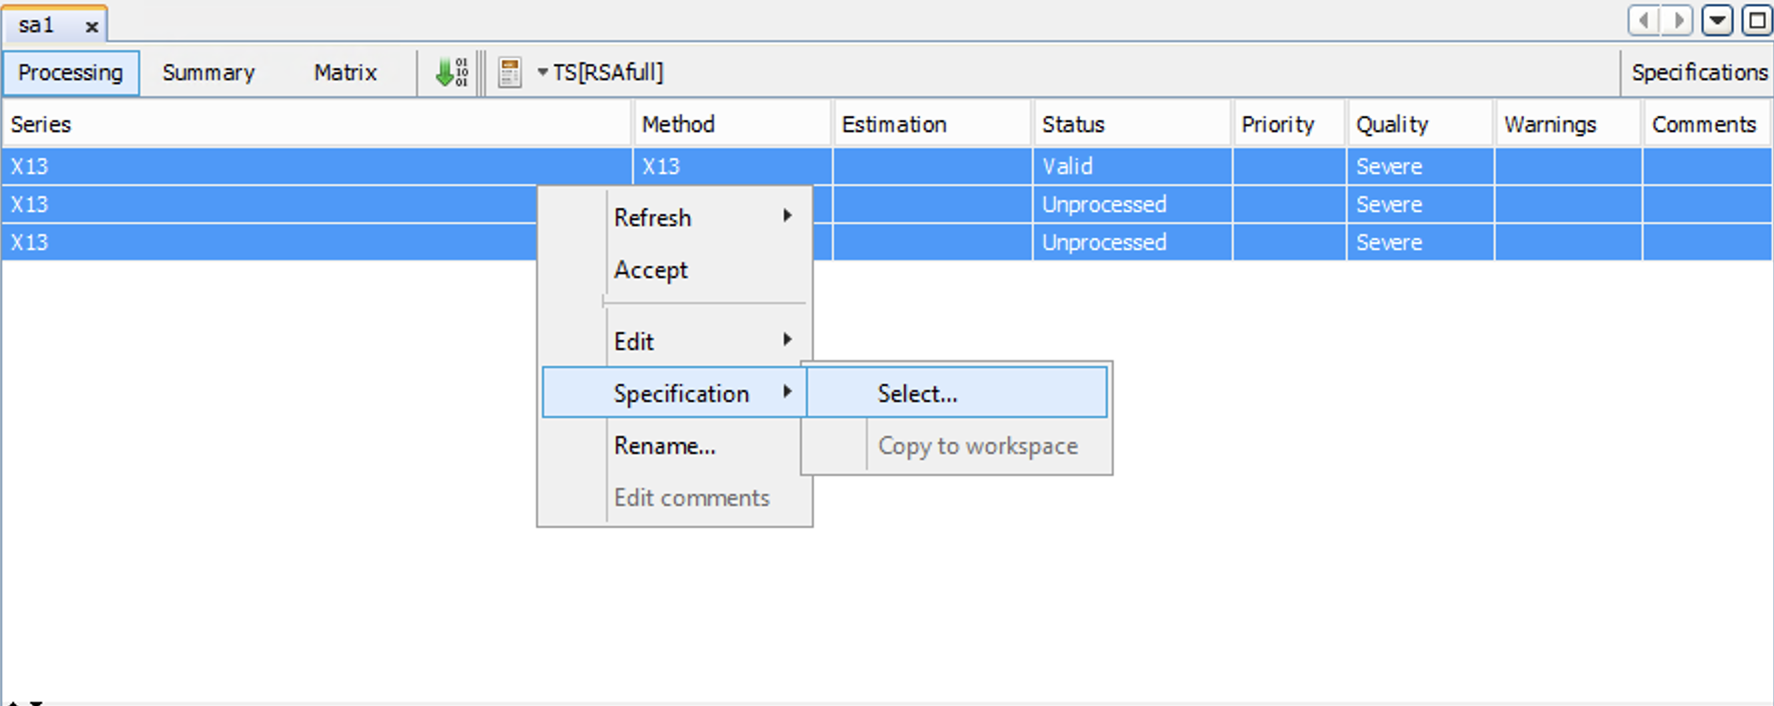 sa1 x
Processing Summary Matrix TS[RSAfull] Specifications
Series Method Estimation Status Priority Quality Warnings Comments
X13 X13 Valid Severe
X13 Unprocessed Severe
X13 Unprocessed Severe
Refresh
Accept
Edit
Specification Select...
Rename... Copy to workspace
Edit comments